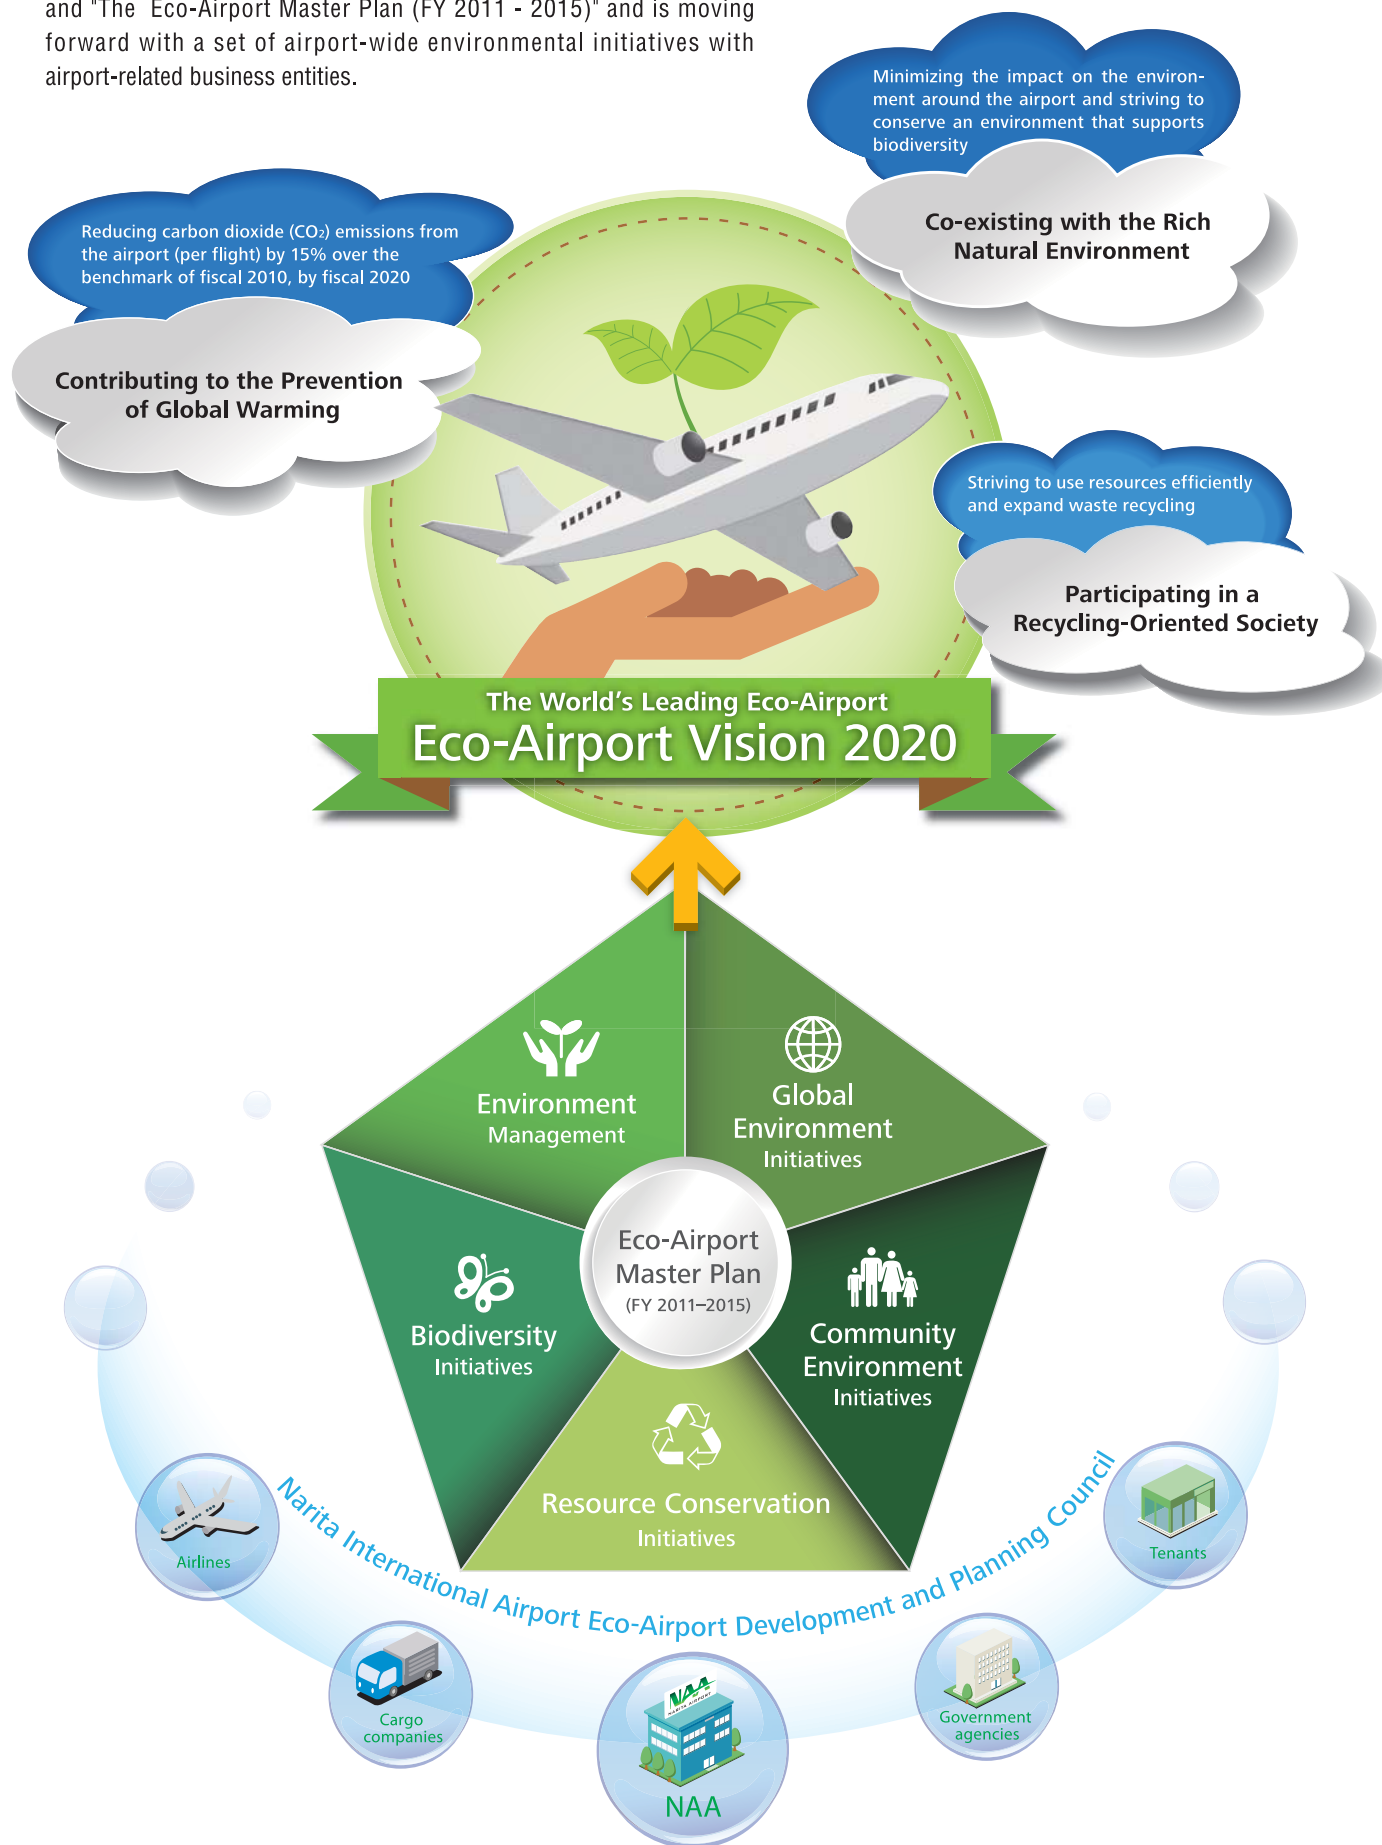 and "The Eco-Airport Master Plan (FY 2011 - 2015)" and is moving
forward with a set of airport-wide environmental initiatives with
airport-related business entities.
Minimizing the impact on the environ-
ment around the airport and striving to
conserve an environment that supports
biodiversity
Co-existing with the Rich
Natural Environment
Reducing carbon dioxide (CO₂) emissions from
the airport (per flight) by 15% over the
benchmark of fiscal 2010, by fiscal 2020
Contributing to the Prevention
of Global Warming
Striving to use resources efficiently
and expand waste recycling
Participating in a
Recycling-Oriented Society
The World's Leading Eco-Airport
Eco-Airport Vision 2020
Environment
Management
Global
Environment
Initiatives
Eco-Airport
Master Plan
(FY 2011–2015)
Biodiversity
Initiatives
Community
Environment
Initiatives
Resource Conservation
Initiatives
Narita International Airport Eco-Airport Development and Planning Council
Airlines
Tenants
Cargo
companies
Government
agencies
NAA
NARITA AIRPORT
NAA